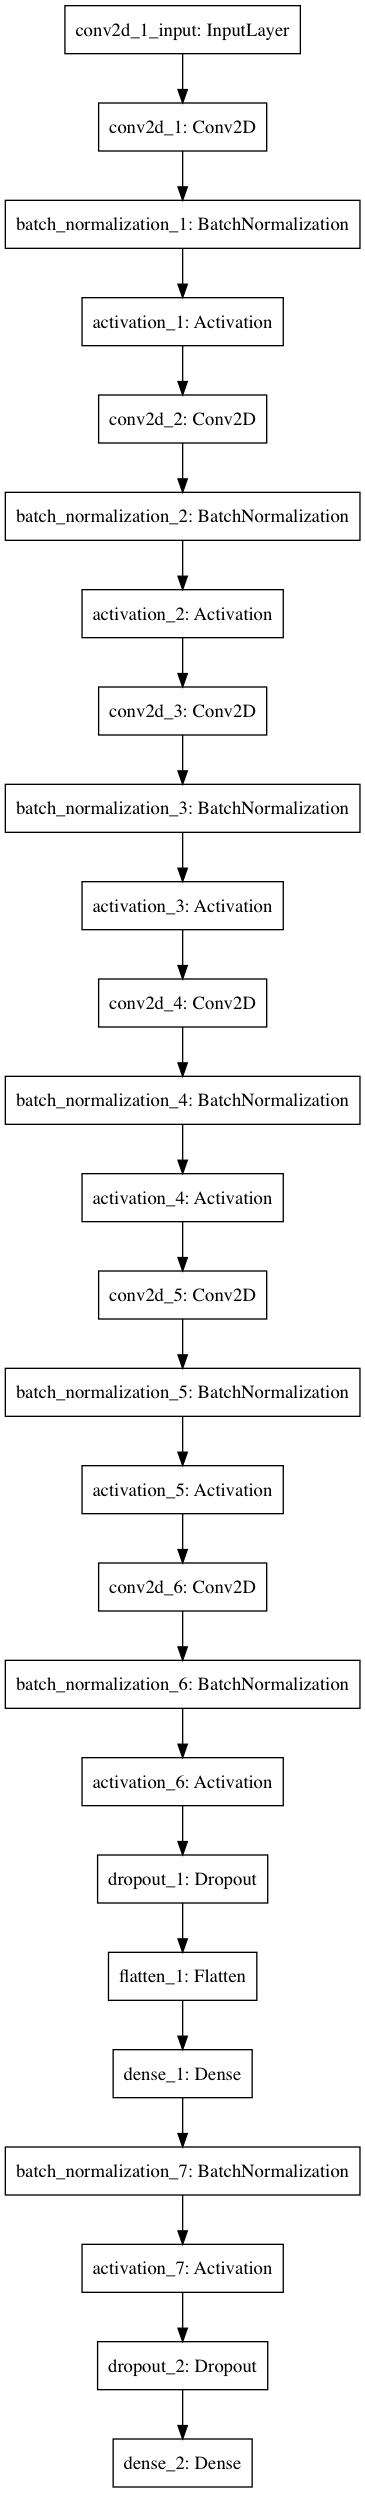 conv2d_1_input: InputLayer
conv2d_1: Conv2D
batch_normalization_1: BatchNormalization
activation_1: Activation
conv2d_2: Conv2D
batch_normalization_2: BatchNormalization
activation_2: Activation
conv2d_3: Conv2D
batch_normalization_3: BatchNormalization
activation_3: Activation
conv2d_4: Conv2D
batch_normalization_4: BatchNormalization
activation_4: Activation
conv2d_5: Conv2D
batch_normalization_5: BatchNormalization
activation_5: Activation
conv2d_6: Conv2D
batch_normalization_6: BatchNormalization
activation_6: Activation
dropout_1: Dropout
flatten_1: Flatten
dense_1: Dense
batch_normalization_7: BatchNormalization
activation_7: Activation
dropout_2: Dropout
dense_2: Dense